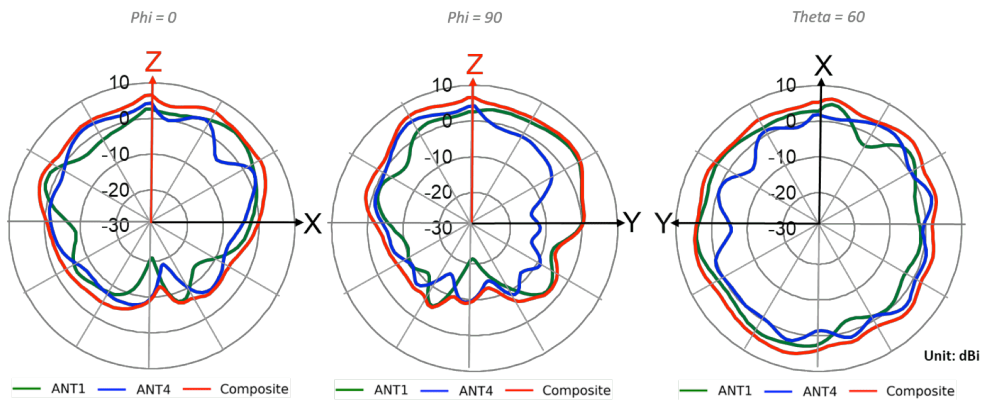 Phi = 0
Phi = 90
Theta = 60
Z
10
0
-10
-20
-30
X
Z
10
0
-10
-20
-30
Y
X
10
0
-10
-20
-30
Y
Unit: dBi
ANT1 ANT4 Composite
ANT1 ANT4 Composite
ANT1 ANT4 Composite